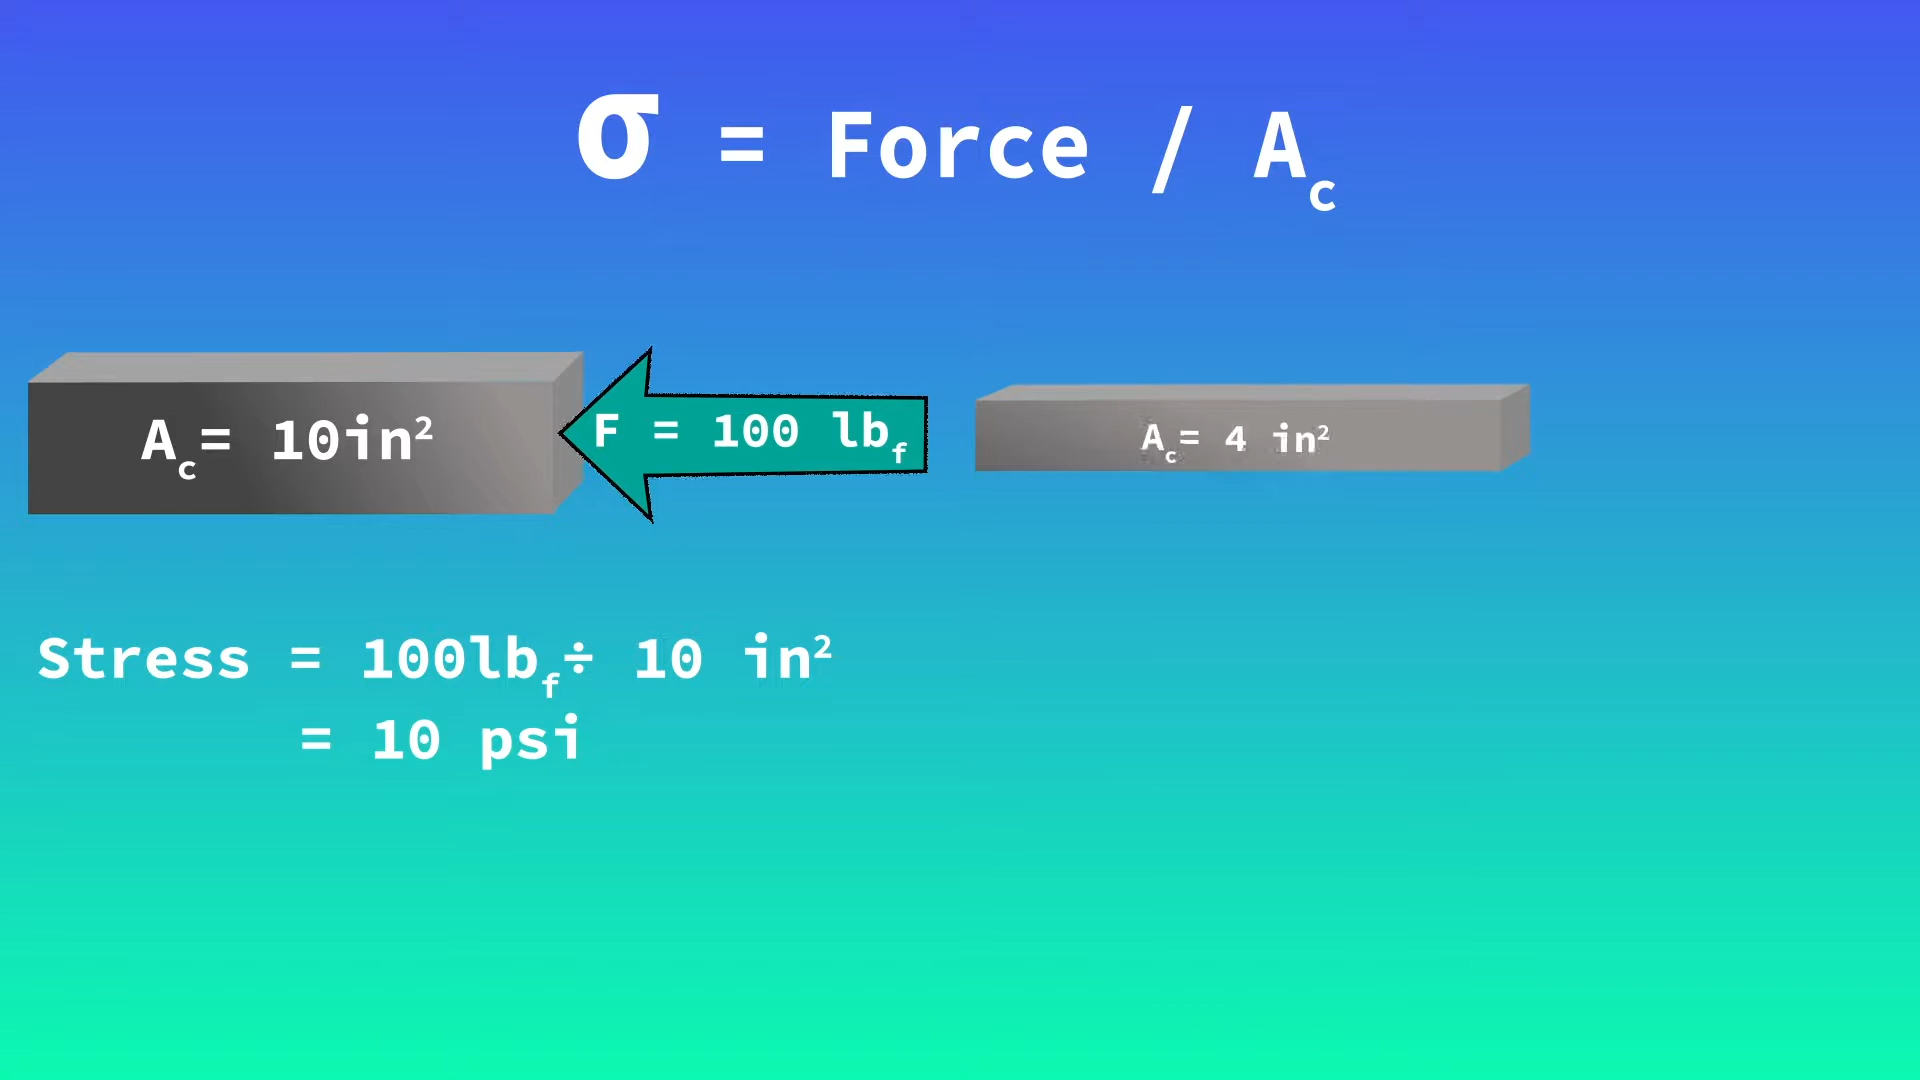 σ = Force / Ac
Ac= 10in²
F = 100 lbf
Ac= 4 in²
Stress = 100lbf÷ 10 in²
= 10 psi